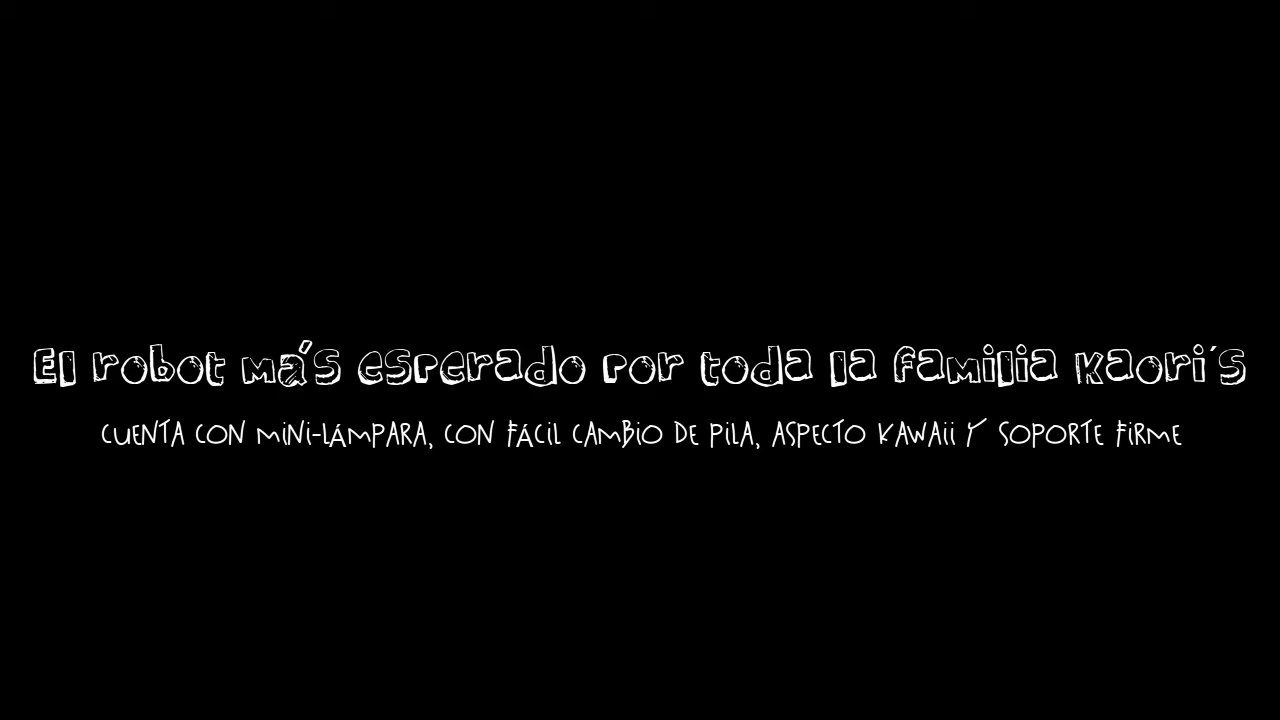 El robot más esperado por toda la familia Kaori´s
CUENTA CON MINI-LÁMPARA, CON FÁCIL CAMBIO DE PILA, ASPECTO KAWAII Y SOPORTE FIRME